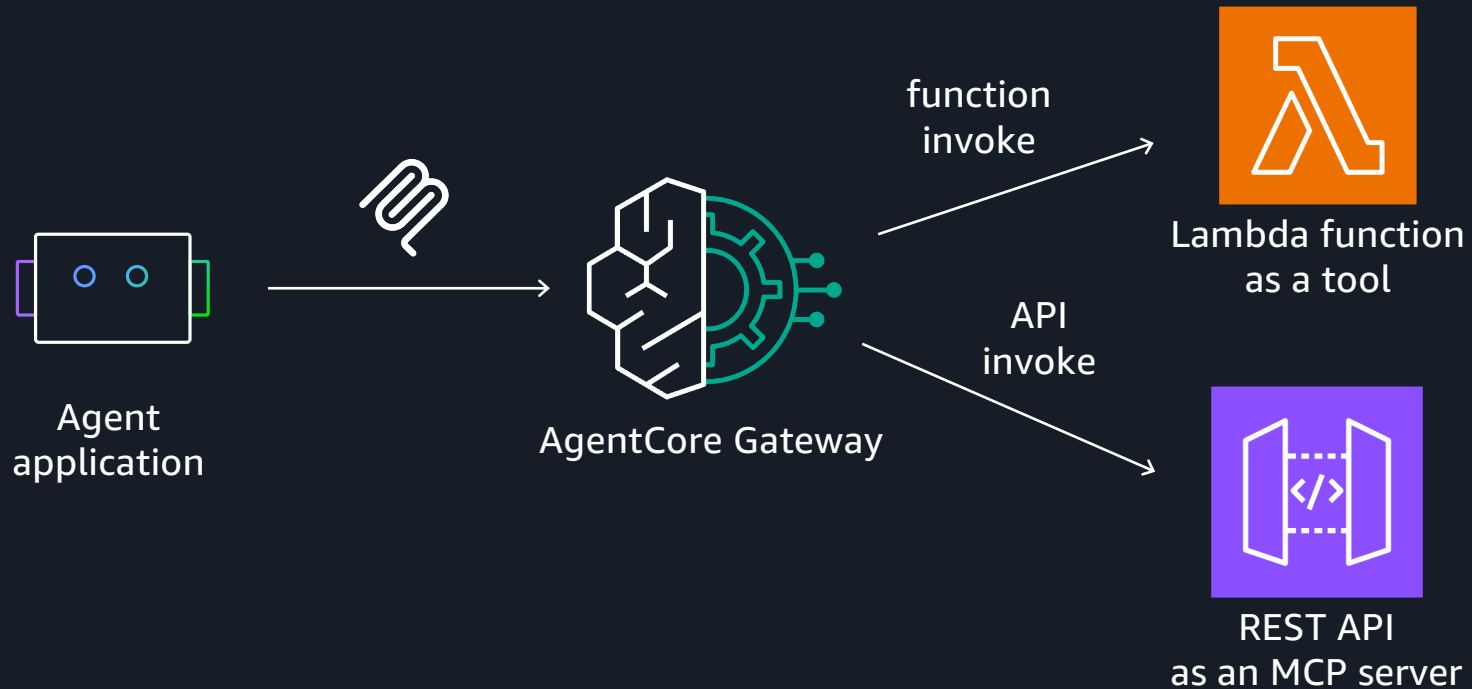 Agent
application
AgentCore Gateway
function
invoke
API
invoke
Lambda function
as a tool
</>
REST API
as an MCP server